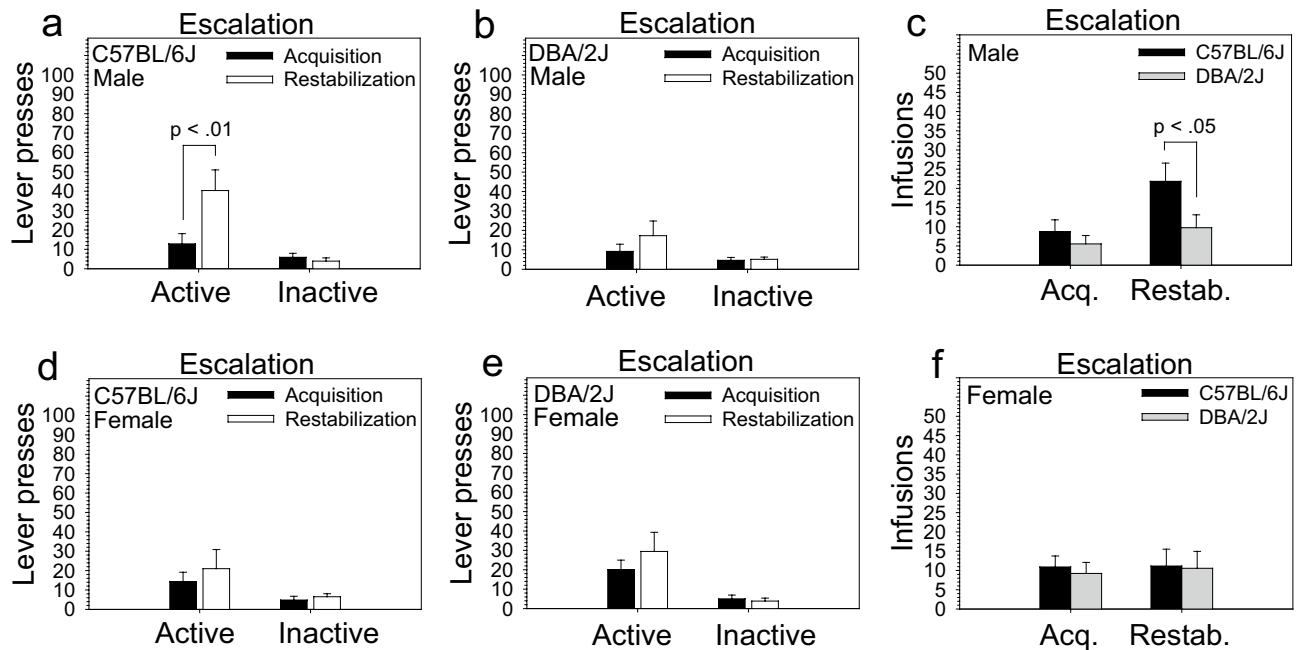 a
Escalation
C57BL/6J
Male
Acquisition
Restabilization
Lever presses
100
90
80
70
60
50
40
30
20
10
0
p < .01
Active Inactive
b
Escalation
DBA/2J
Male
Acquisition
Restabilization
Lever presses
100
90
80
70
60
50
40
30
20
10
0
Active Inactive
c
Escalation
Male
C57BL/6J
DBA/2J
Infusions
50
45
40
35
30
25
20
15
10
5
0
p < .05
Acq. Restab.
d
Escalation
C57BL/6J
Female
Acquisition
Restabilization
Lever presses
100
90
80
70
60
50
40
30
20
10
0
Active Inactive
e
Escalation
DBA/2J
Female
Acquisition
Restabilization
Lever presses
100
90
80
70
60
50
40
30
20
10
0
Active Inactive
f
Escalation
Female
C57BL/6J
DBA/2J
Infusions
50
45
40
35
30
25
20
15
10
5
0
Acq. Restab.